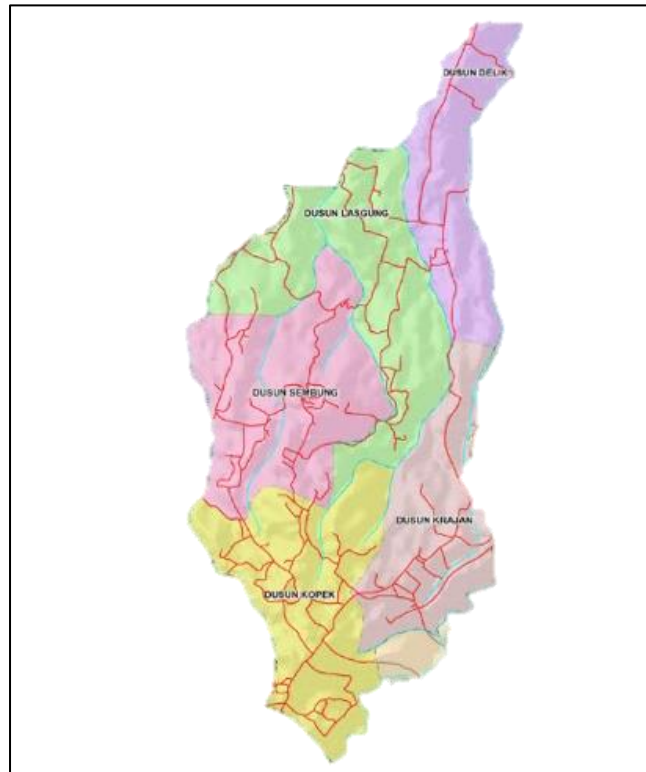 DUSUN DELIK
DUSUN LASGUNG
DUSUN SEMBUNG
DUSUN KRAJAN
DUSUN KOPEK